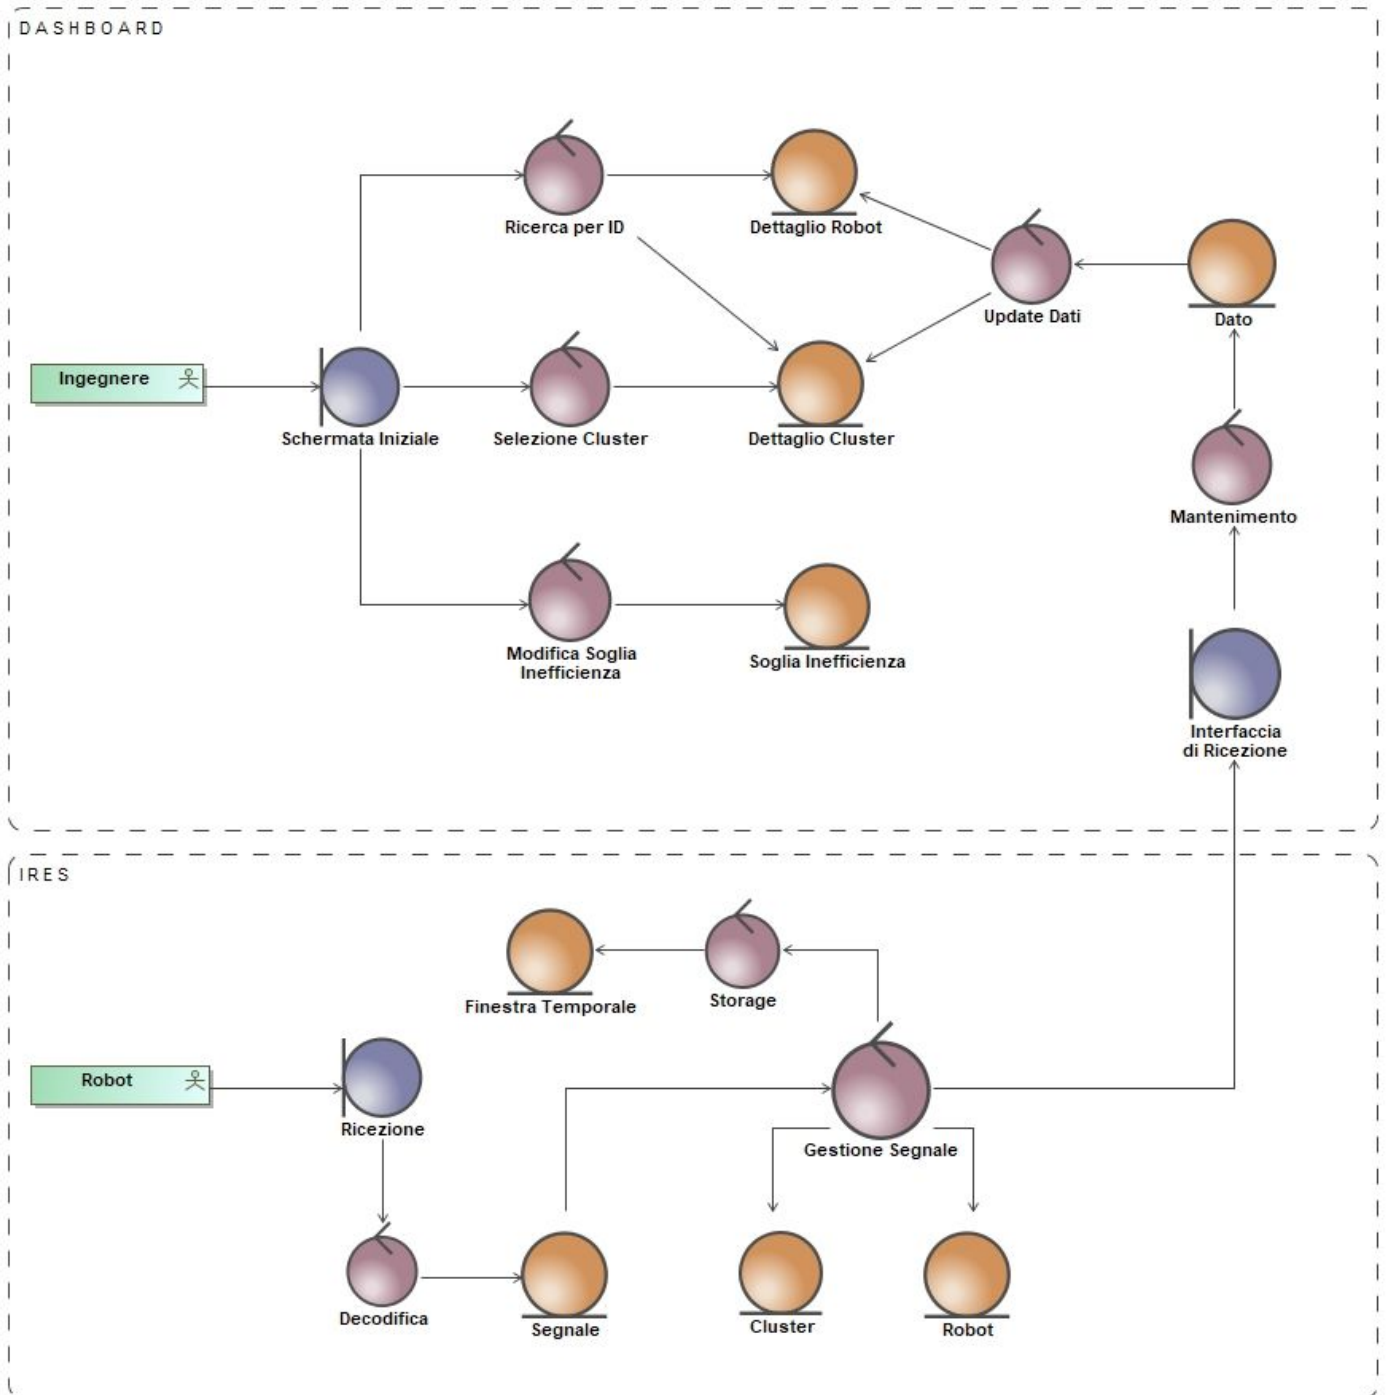 DASHBOARD
Ricerca per ID
Dettaglio Robot
Update Dati
Dato
Ingegnere
Schermata Iniziale
Selezione Cluster
Dettaglio Cluster
Mantenimento
Modifica Soglia
Inefficienza
Soglia Inefficienza
Interfaccia
di Ricezione
IRES
Finestra Temporale
Storage
Robot
Ricezione
Gestione Segnale
Decodifica
Segnale
Cluster
Robot